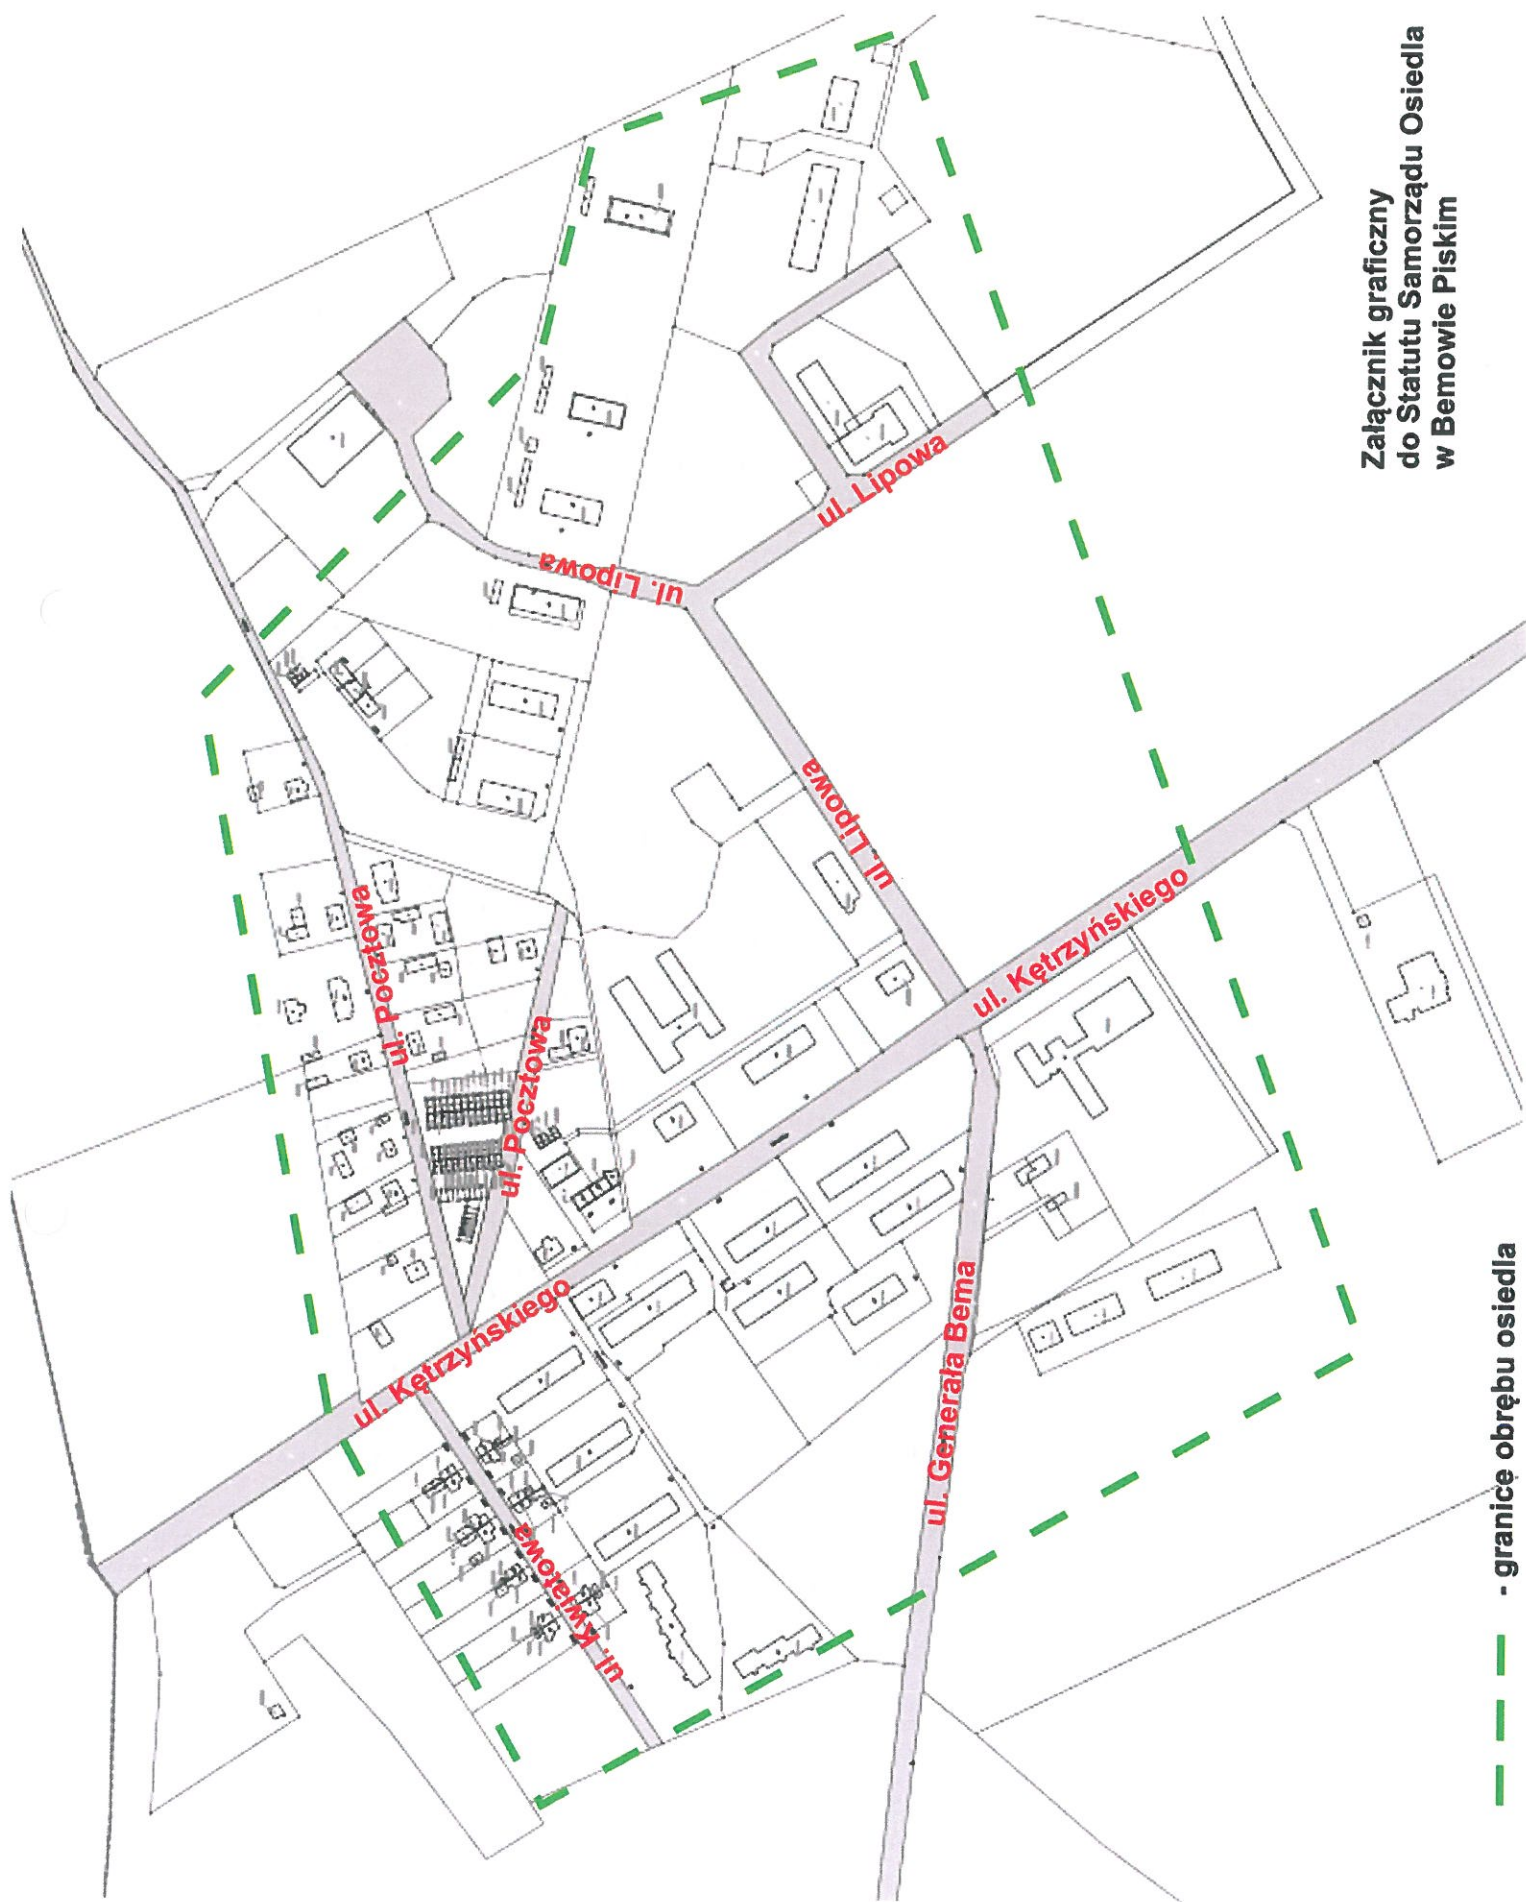 Załącznik graficzny
do Statutu Samorządu Osiedla
w Bemowie Piskim
ul. Lipowa
ul. Lipowa
ul. Lipowa
ul. Pocztowa
ul. Pocztowa
ul. Kętrzyńskiego
ul. Kętrzyńskiego
ul. Kwiatowa
ul. Generała Bema
- granice obrębu osiedla